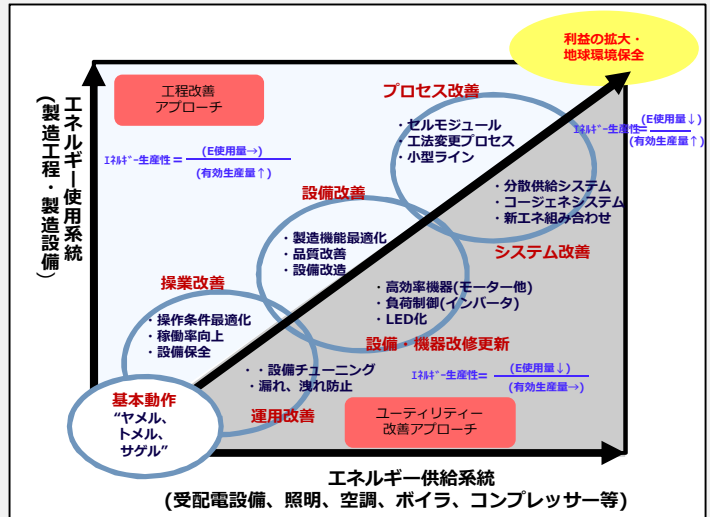 利益の拡大・
地球環境保全
エネルギー使用系統
(製造工程・製造設備)
工程改善
アプローチ
ｴﾈﾙｷﾞｰ生産性＝
(E使用量→)
(有効生産量↑)
プロセス改善
・セルモジュール
・工法変更プロセス
・小型ライン
ｴﾈﾙｷﾞｰ生産性＝
(E使用量↓)
(有効生産量↑)
・分散供給システム
・コージェネシステム
・新エネ組み合わせ
システム改善
設備改善
・製造機能最適化
・品質改善
・設備改造
・高効率機器(モーター他)
・負荷制御(インバータ)
・LED化
設備・機器改修更新
操業改善
・操作条件最適化
・稼働率向上
・設備保全
・・設備チューニング
・漏れ、洩れ防止
運用改善
ｴﾈﾙｷﾞｰ生産性＝
(E使用量↓)
(有効生産量→)
基本動作
“ヤメル、
トメル、
サゲル”
ユーティリティー
改善アプローチ
エネルギー供給系統
(受配電設備、照明、空調、ボイラ、コンプレッサー等)